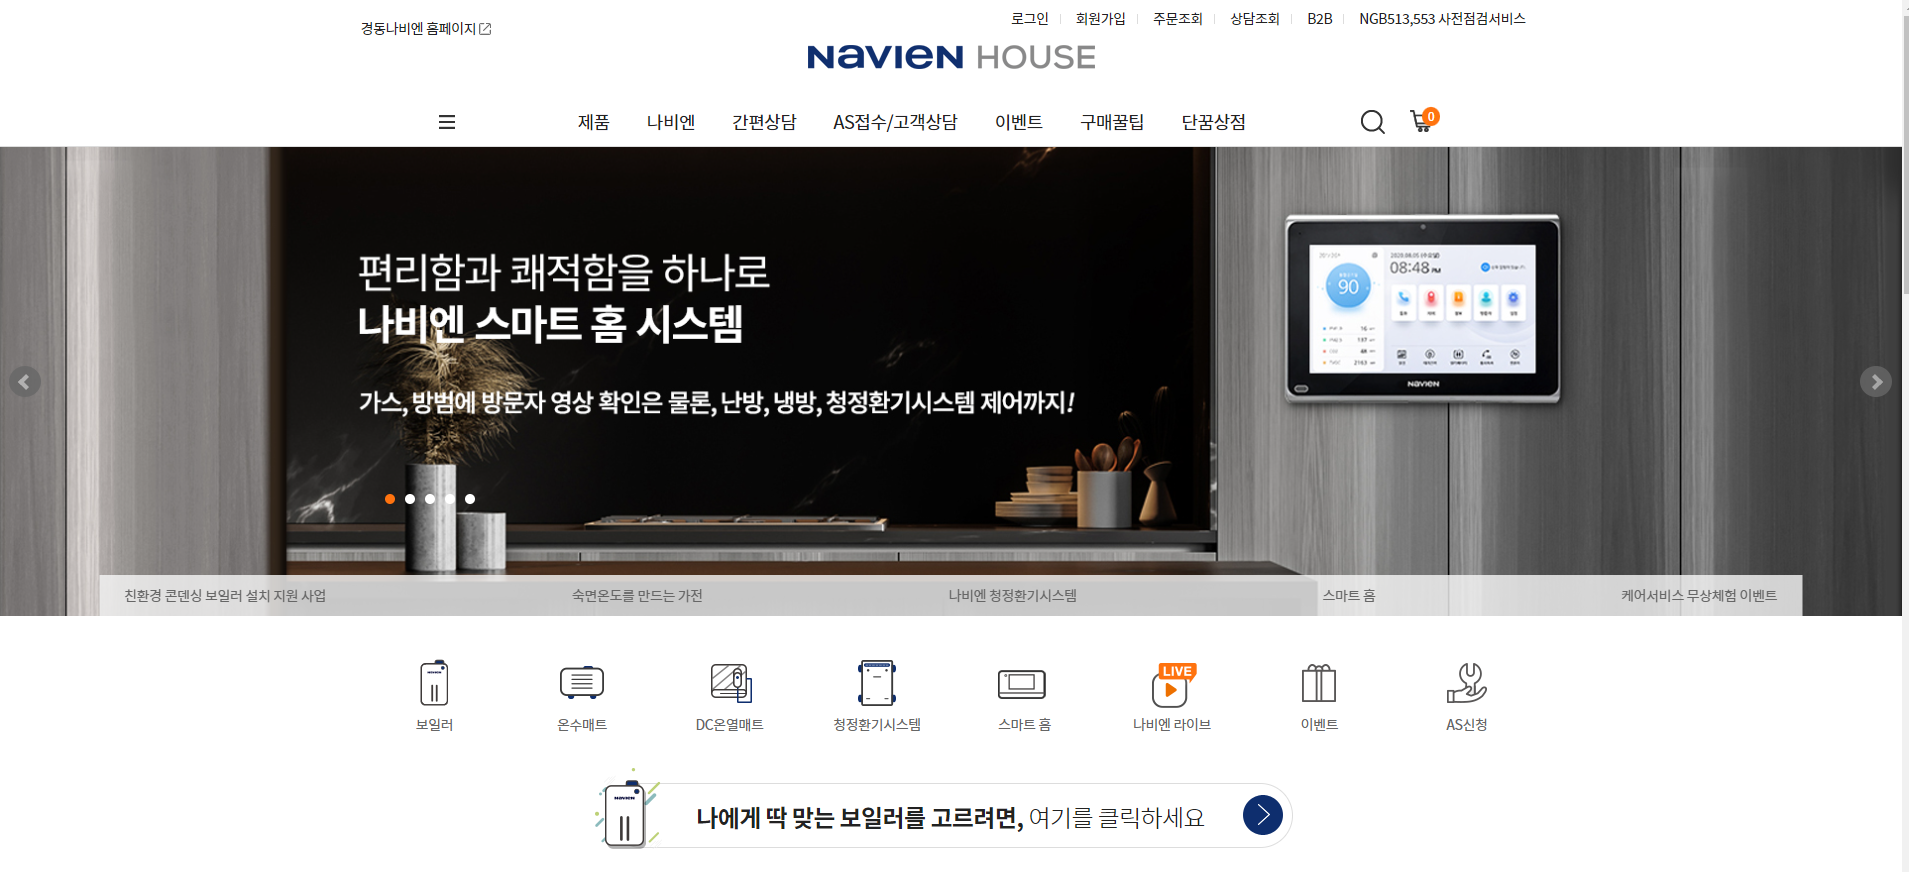 경동나비엔 홈페이지
로그인 회원가입 주문조회 상담조회 B2B NGB513,553 사전점검서비스
NAVIEN HOUSE
제품 나비엔 간편상담 AS접수/고객상담 이벤트 구매꿀팁 단꿈상점
0
편리함과 쾌적함을 하나로
나비엔 스마트 홈 시스템
가스, 방범에 방문자 영상 확인은 물론, 난방, 냉방, 청정환기시스템 제어까지!
08:48 PM
90
NAVIEN
친환경 콘덴싱 보일러 설치 지원 사업 숙면온도를 만드는 가전 나비엔 청정환기시스템 스마트 홈 케어서비스 무상체험 이벤트
NAVIEN
LIVE
보일러 온수매트 DC온열매트 청정환기시스템 스마트 홈 나비엔 라이브 이벤트 AS신청
NAVIEN
나에게 딱 맞는 보일러를 고르려면, 여기를 클릭하세요